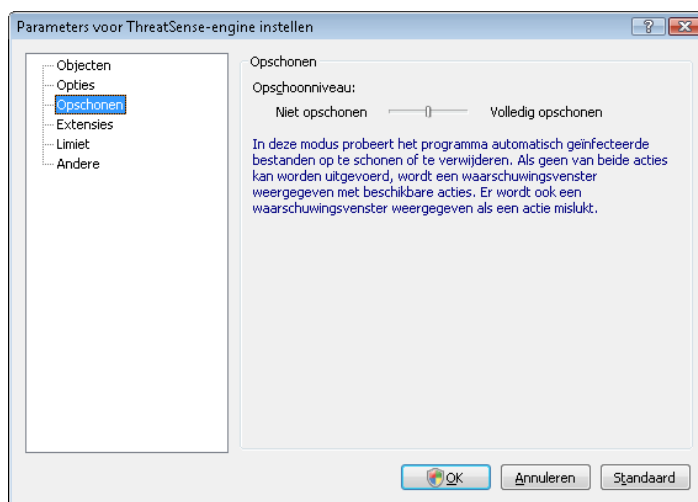 Parameters voor ThreatSense-engine instellen
Objecten
Opties
Opschonen
Extensies
Limiet
Andere
Opschonen
Opschoonniveau:
Niet opschonen
Volledig opschonen
In deze modus probeert het programma automatisch geïnfecteerde
bestanden op te schonen of te verwijderen. Als geen van beide acties
kan worden uitgevoerd, wordt een waarschuwingsvenster
weergegeven met beschikbare acties. Er wordt ook een
waarschuwingsvenster weergegeven als een actie mislukt.
OK
Annuleren
Standaard